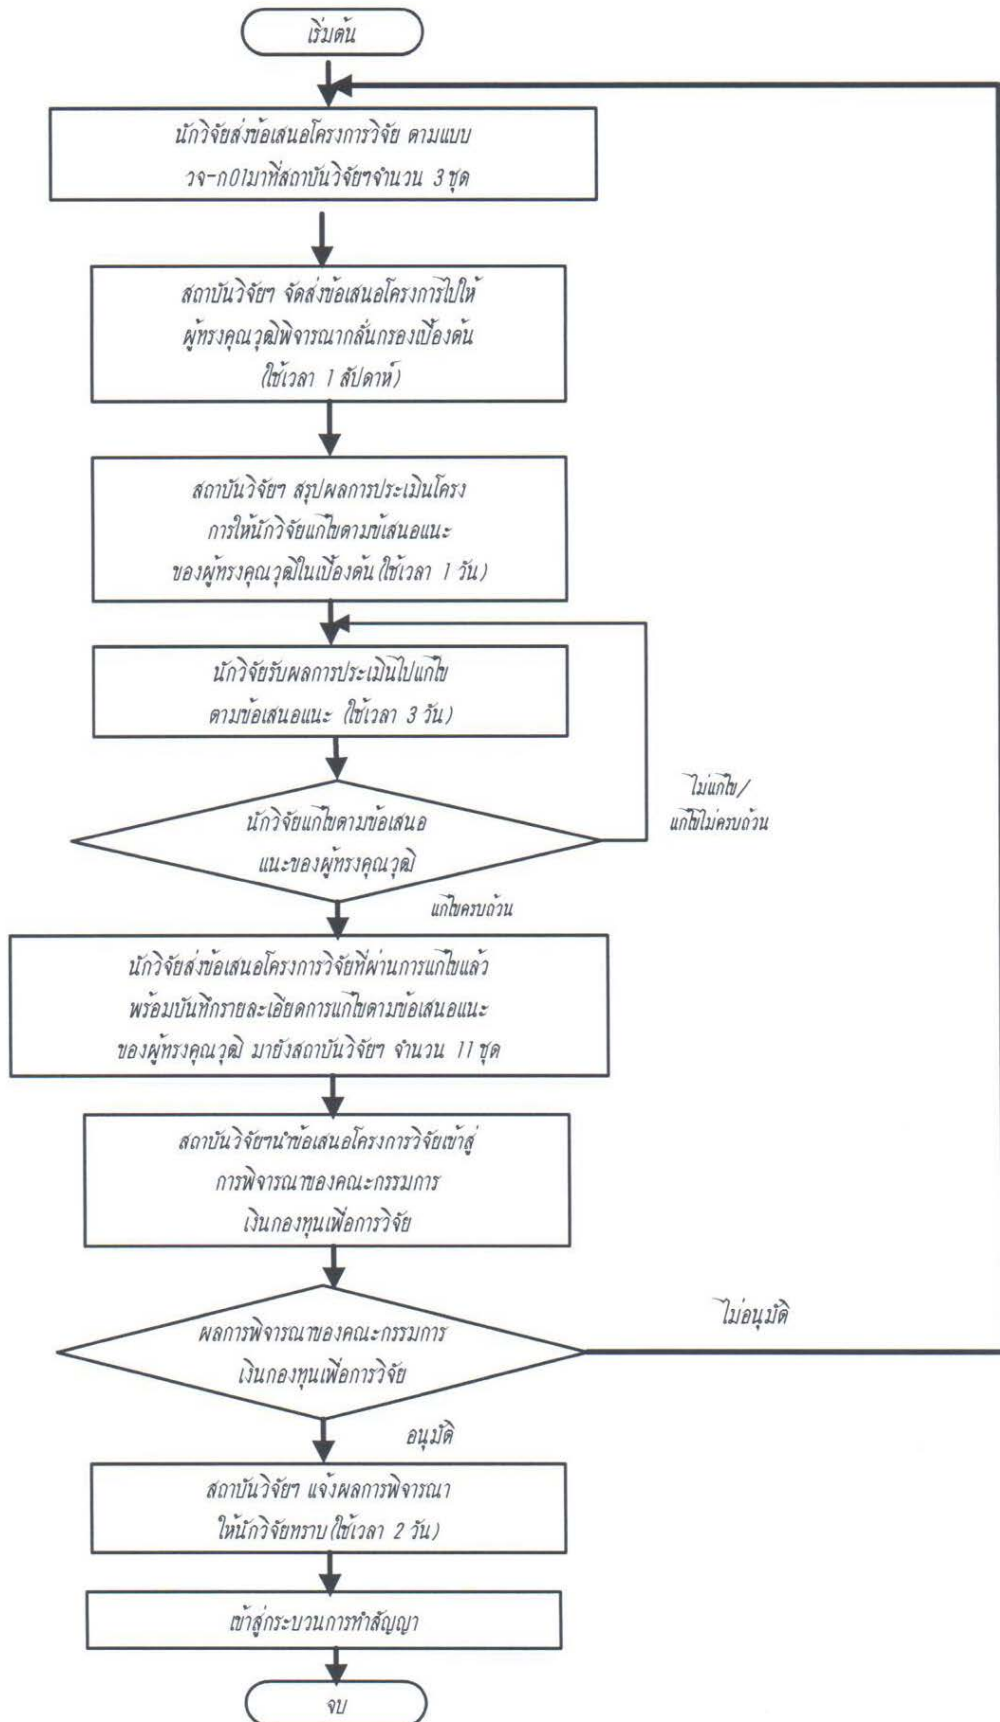 เริ่มต้น
นักวิจัยส่งข้อเสนอโครงการวิจัย ตามแบบ
วจ-ก01มาที่สถาบันวิจัยฯจำนวน 3 ชุด
สถาบันวิจัยฯ จัดส่งข้อเสนอโครงการไปให้
ผู้ทรงคุณวุฒิพิจารณากลั่นกรองเบื้องต้น
(ใช้เวลา 1 สัปดาห์)
สถาบันวิจัยฯ สรุปผลการประเมินโครง
การให้นักวิจัยแก้ไขตามข้เสนอแนะ
ของผู้ทรงคุณวุฒิในเบื้องต้น (ใช้เวลา 1 วัน)
นักวิจัยรับผลการประเมินไปแก้ไข
ตามข้อเสนอแนะ (ใช้เวลา 3 วัน)
ไม่แก้ไข/
แก้ไขไม่ครบถ้วน
นักวิจัยแก้ไขตามข้อเสนอ
แนะของผู้ทรงคุณวุฒิ
แก้ไขครบถ้วน
นักวิจัยส่งข้อเสนอโครงการวิจัยที่ผ่านการแก้ไขแล้ว
พร้อมบันทึกรายละเอียดการแก้ไขตามข้อเสนอแนะ
ของผู้ทรงคุณวุฒิ มายังสถาบันวิจัยฯ จำนวน 11 ชุด
สถาบันวิจัยฯนำข้อเสนอโครงการวิจัยเข้าสู่
การพิจารณาของคณะกรรมการ
เงินกองทุนเพื่อการวิจัย
ไม่อนุมัติ
ผลการพิจารณาของคณะกรรมการ
เงินกองทุนเพื่อการวิจัย
อนุมัติ
สถาบันวิจัยฯ แจ้งผลการพิจารณา
ให้นักวิจัยทราบ (ใช้เวลา 2 วัน)
เข้าสู่กระบวนการทำสัญญา
จบ